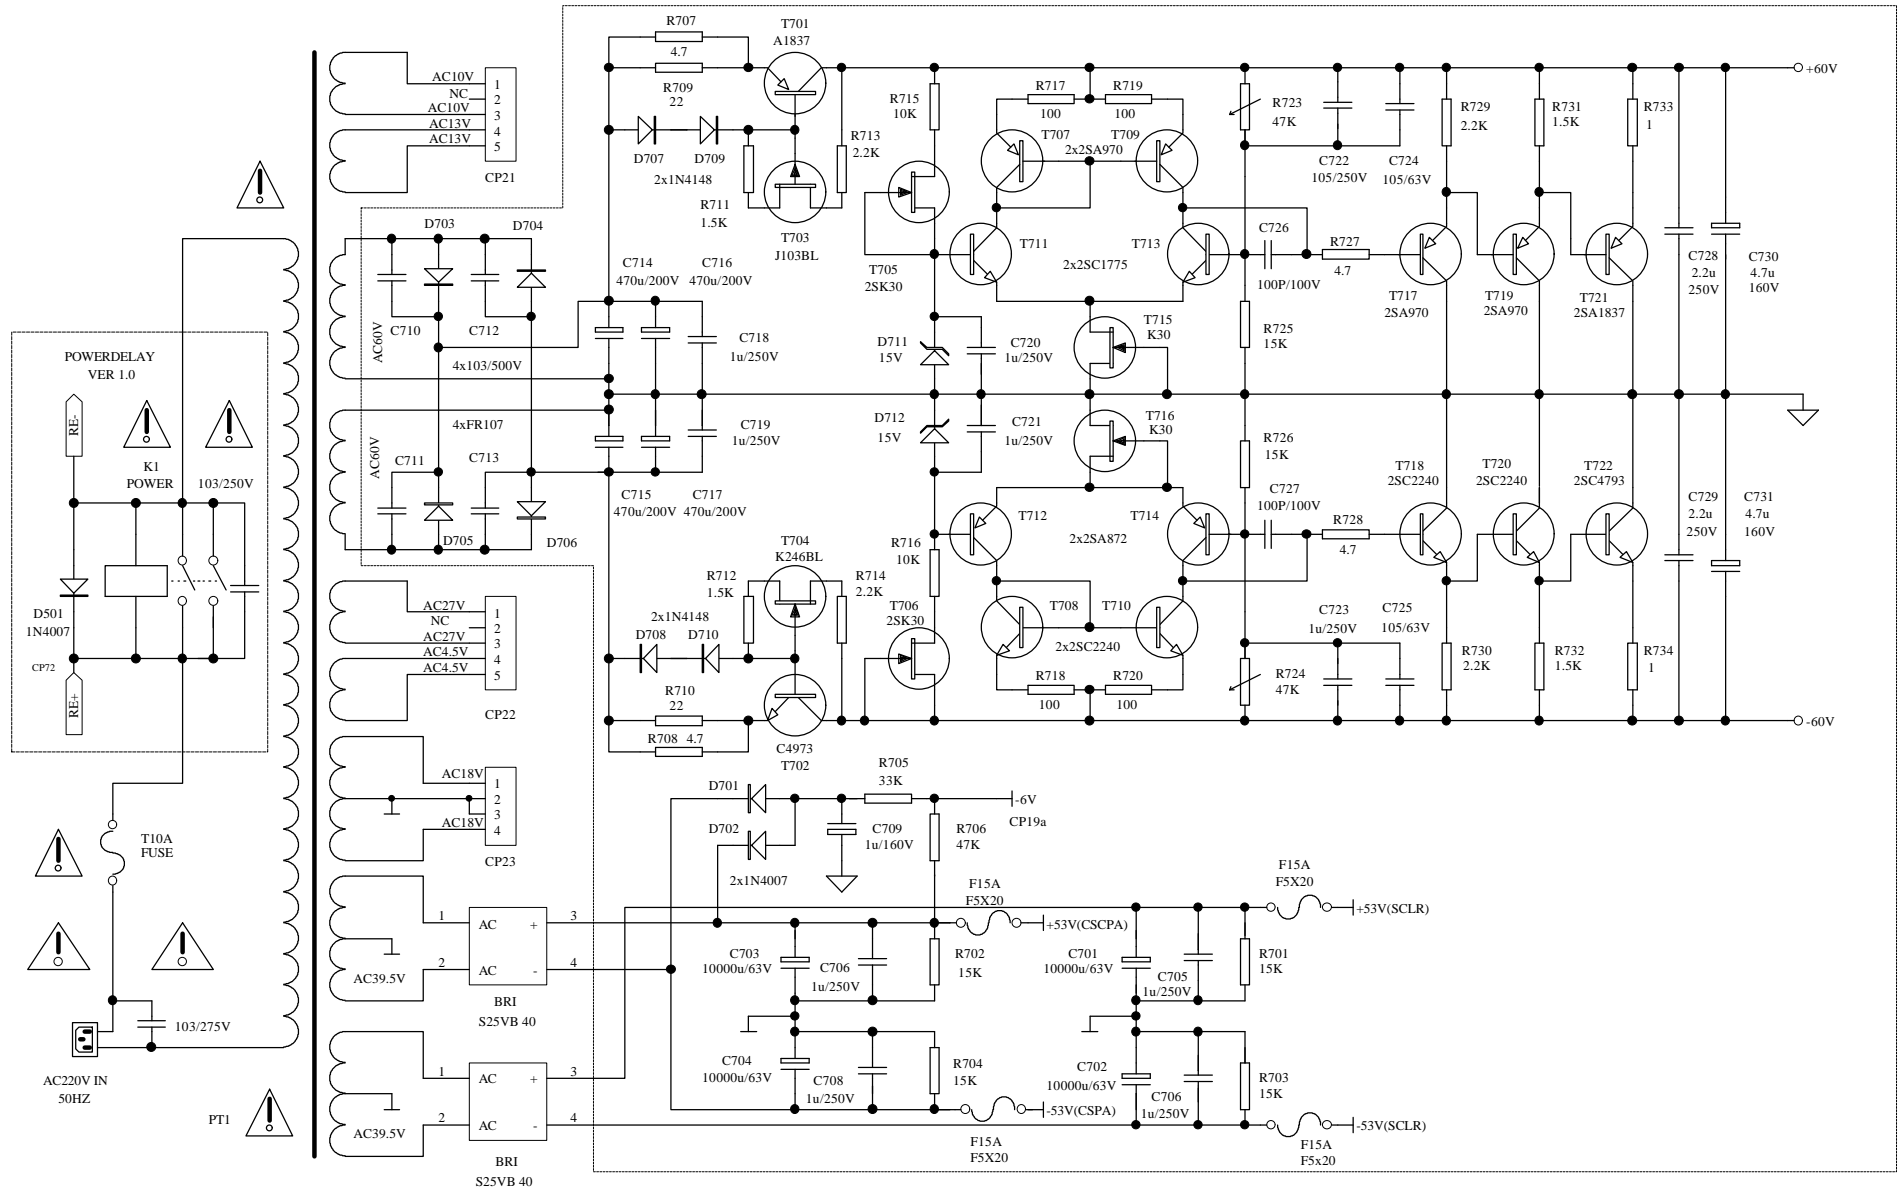 R707
4.7
T701
A1837
R709
22
D707
D709
2x1N4148
R711
1.5K
R713
2.2K
T703
J103BL
R715
10K
T705
2SK30
R717
100
R719
100
T707
T709
2x2SA970
T711
T713
2x2SC1775
R723
47K
C722
105/250V
C724
105/63V
C726
100P/100V
R727
4.7
R725
15K
R729
2.2K
R731
1.5K
R733
1
T717
2SA970
T719
2SA970
T721
2SA1837
C728
2.2u
250V
C730
4.7u
160V
+60V
AC10V
NC
AC10V
AC13V
AC13V
1
2
3
4
5
CP21
D703
D704
C710
C712
AC60V
4x103/500V
4xFR107
AC60V
C711
C713
D705
D706
C714
470u/200V
C716
470u/200V
C718
1u/250V
C719
1u/250V
C715
470u/200V
C717
470u/200V
D711
15V
C720
1u/250V
D712
15V
C721
1u/250V
T715
K30
T716
K30
R726
15K
C727
100P/100V
R728
4.7
T712
T714
2x2SA872
T718
2SC2240
T720
2SC2240
T722
2SC4793
C729
2.2u
250V
C731
4.7u
160V
T704
K246BL
R712
1.5K
R714
2.2K
2x1N4148
D708
D710
R710
22
R708
4.7
C4973
T702
R716
10K
T706
2SK30
T708
T710
2x2SC2240
R718
100
R720
100
C723
1u/250V
C725
105/63V
R724
47K
R730
2.2K
R732
1.5K
R734
1
-60V
POWERDELAY
VER 1.0
RE-
K1
POWER
103/250V
D501
1N4007
CP72
RE+
T10A
FUSE
103/275V
AC220V IN
50HZ
PT1
AC27V
NC
AC27V
AC4.5V
AC4.5V
1
2
3
4
5
CP22
AC18V
AC18V
1
2
3
4
CP23
1
2
AC39.5V
AC
AC
+
-
3
4
BRI
S25VB 40
1
2
AC39.5V
AC
AC
+
-
3
4
BRI
S25VB 40
D701
D702
2x1N4007
R705
33K
C709
1u/160V
R706
47K
-6V
CP19a
F15A
F5X20
+53V(CSCPA)
F15A
F5X20
+53V(SCLR)
C703
10000u/63V
C706
1u/250V
R702
15K
C701
10000u/63V
C705
1u/250V
R701
15K
C704
10000u/63V
C708
1u/250V
R704
15K
C702
10000u/63V
C706
1u/250V
R703
15K
-53V(CSPA)
F15A
F5X20
-53V(SCLR)
F15A
F5x20